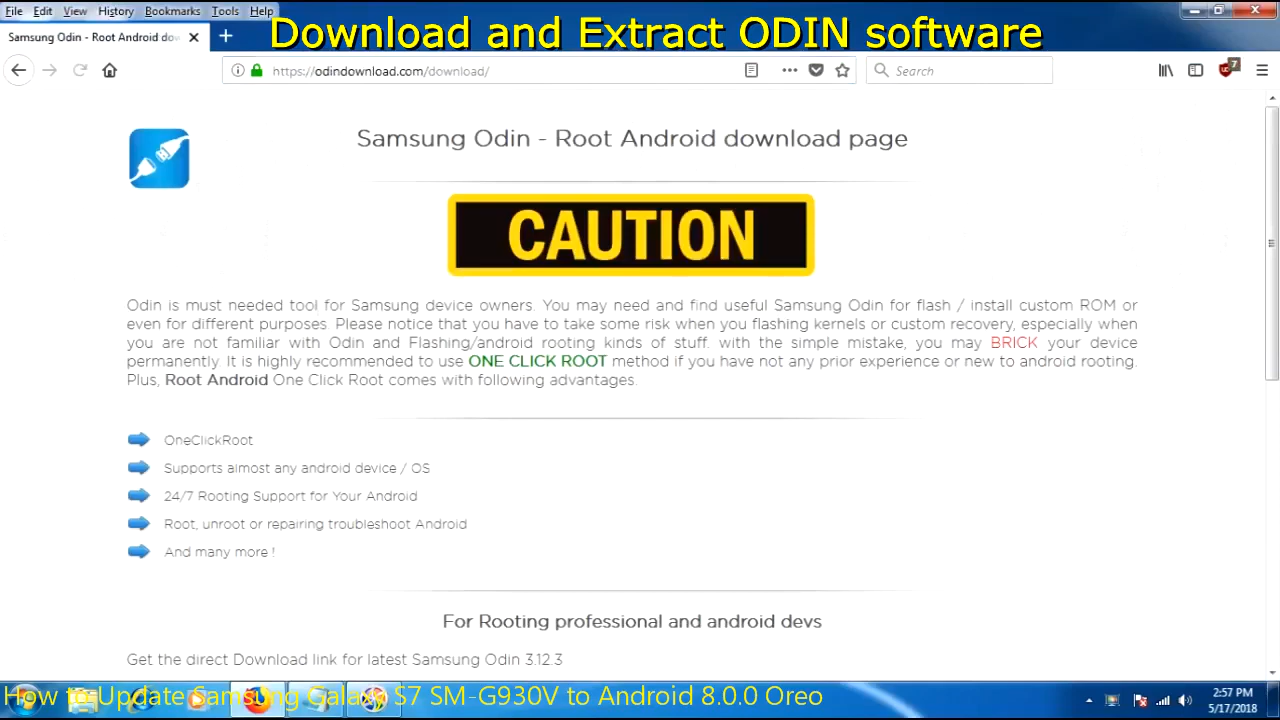 File Edit View History Bookmarks Tools Help
Download and Extract ODIN software
Samsung Odin - Root Android dov
https://odindownload.com/download/
Search
7
Samsung Odin - Root Android download page
CAUTION
Odin is must needed tool for Samsung device owners. You may need and find useful Samsung Odin for flash / install custom ROM or
even for different purposes. Please notice that you have to take some risk when you flashing kernels or custom recovery, especially when
you are not familiar with Odin and Flashing/android rooting kinds of stuff. with the simple mistake, you may BRICK your device
permanently. It is highly recommended to use ONE CLICK ROOT method if you have not any prior experience or new to android rooting.
Plus, Root Android One Click Root comes with following advantages.
OneClickRoot
Supports almost any android device / OS
24/7 Rooting Support for Your Android
Root, unroot or repairing troubleshoot Android
And many more !
For Rooting professional and android devs
Get the direct Download link for latest Samsung Odin 3.12.3
How to Update Samsung Galaxy S7 SM-G930V to Android 8.0.0 Oreo
2:57 PM
5/17/2018